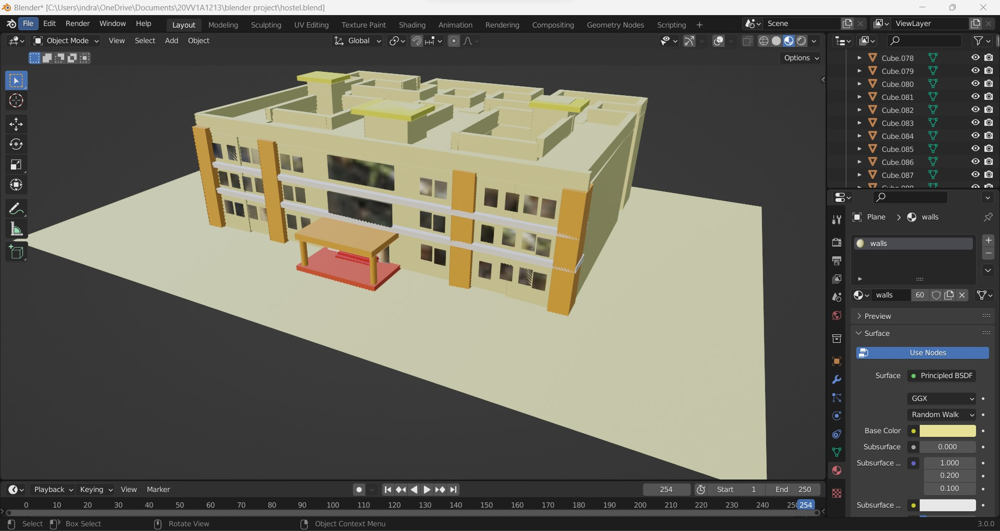 Blender* [C:\Users\indra\OneDrive\Documents\20VV1A1213\blender project\hostel.blend]
File Edit Render Window Help Layout Modeling Sculpting UV Editing Texture Paint Shading Animation Rendering Compositing Geometry Nodes Scripting + Scene ViewLayer
Object Mode View Select Add Object Global
Options
Cube.078
Cube.079
Cube.080
Cube.081
Cube.082
Cube.083
Cube.084
Cube.085
Cube.086
Cube.087
Cube.088
Plane > walls
walls
walls 60
Preview
Surface
Use Nodes
Surface Principled BSDF
GGX
Random Walk
Base Color
Subsurface 0.000
Subsurface ... 1.000
0.200
0.100
Subsurface ...
Playback Keying View Marker 254 Start 1 End 250
0 10 20 30 40 50 60 70 80 90 100 110 120 130 140 150 160 170 180 190 200 210 220 230 240 254
Select Box Select Rotate View Object Context Menu 3.0.0